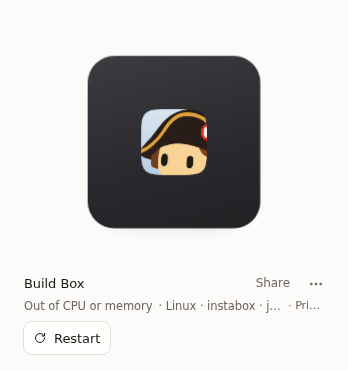 Build Box
Share
Out of CPU or memory · Linux · instabox · j... · Pri...
Restart